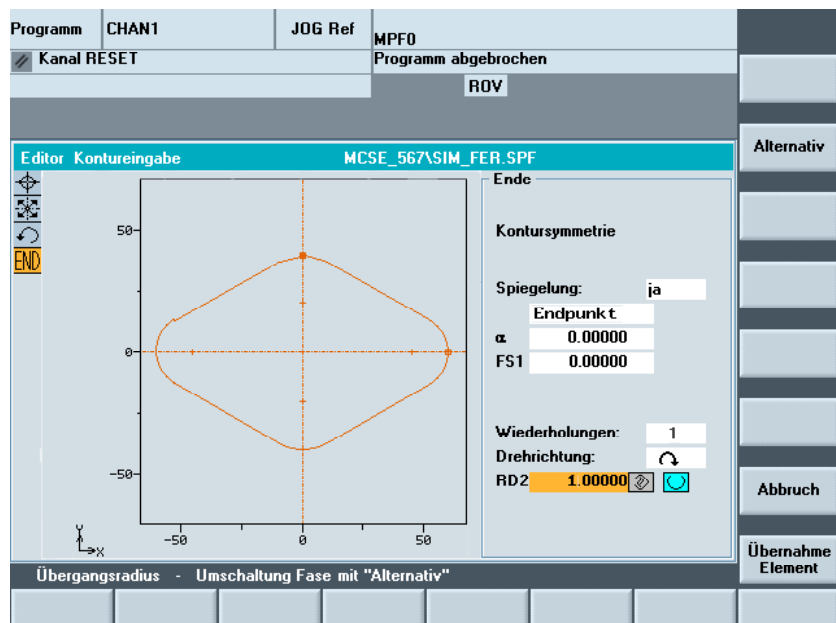 Programm CHAN1 JOG Ref MPF0
Kanal RESET Programm abgebrochen
ROV
Editor Kontureingabe MCSE_567\SIM_FER.SPF
Alternativ
END
Ende
Kontursymmetrie
Spiegelung: ja
Endpunkt
α 0.00000
FS1 0.00000
Wiederholungen: 1
Drehrichtung:
RD2 1.00000
50
0
-50
-50 0 50
Y
X
Abbruch
Übernahme
Element
Übergangsradius - Umschaltung Fase mit "Alternativ"